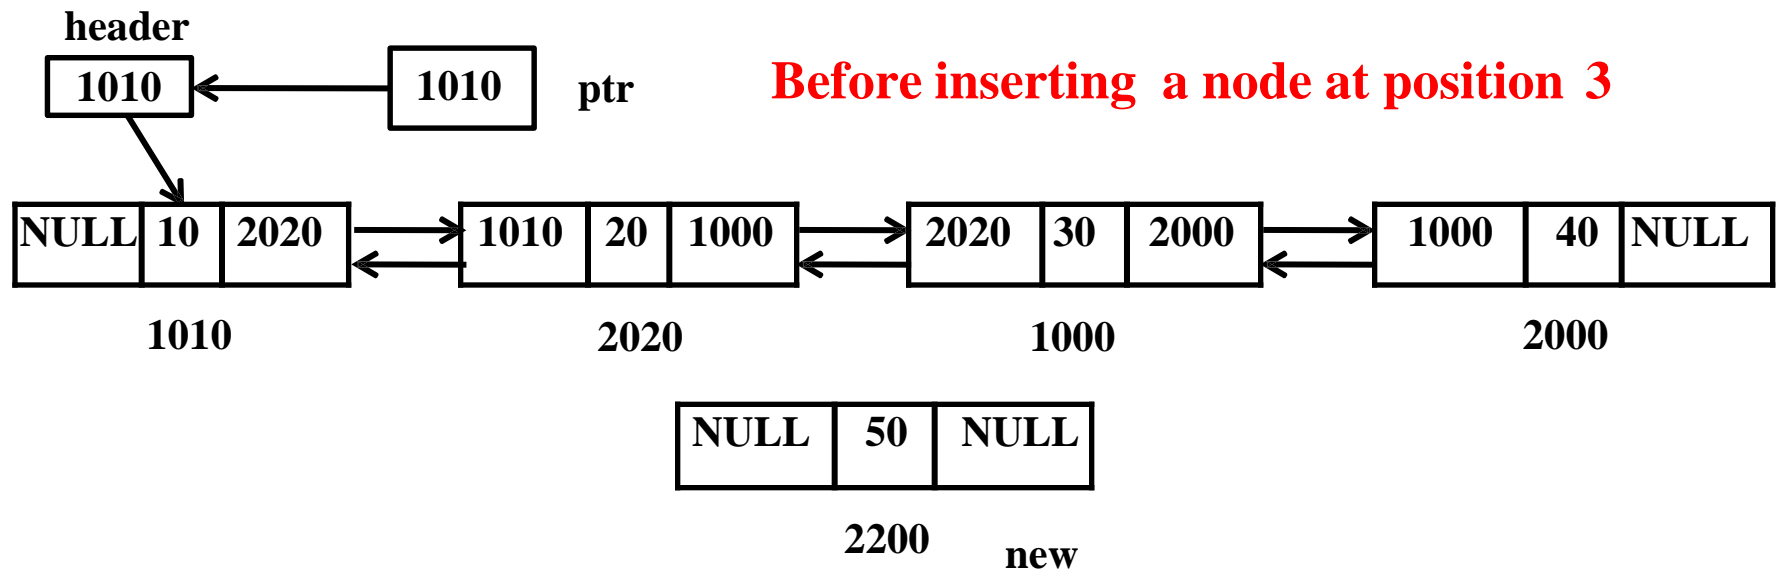 header
1010 1010 ptr Before inserting a node at position 3
NULL 10 2020 1010 20 1000 2020 30 2000 1000 40 NULL
1010 2020 1000 2000
NULL 50 NULL
2200 new